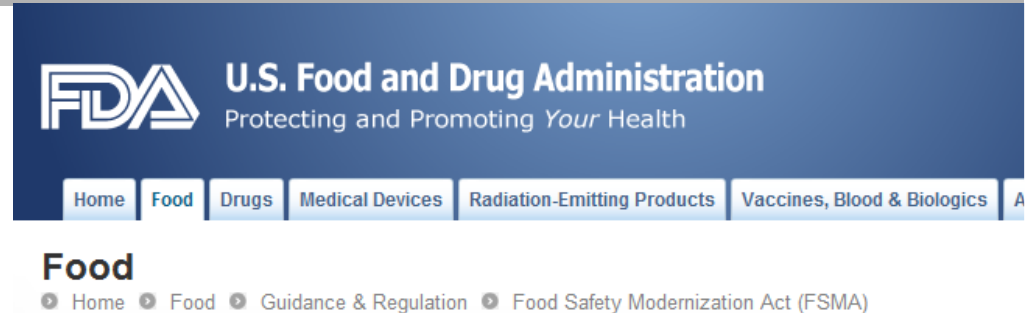 FDA U.S. Food and Drug Administration
Protecting and Promoting Your Health
Home Food Drugs Medical Devices Radiation-Emitting Products Vaccines, Blood & Biologics A
Food
Home Food Guidance & Regulation Food Safety Modernization Act (FSMA)